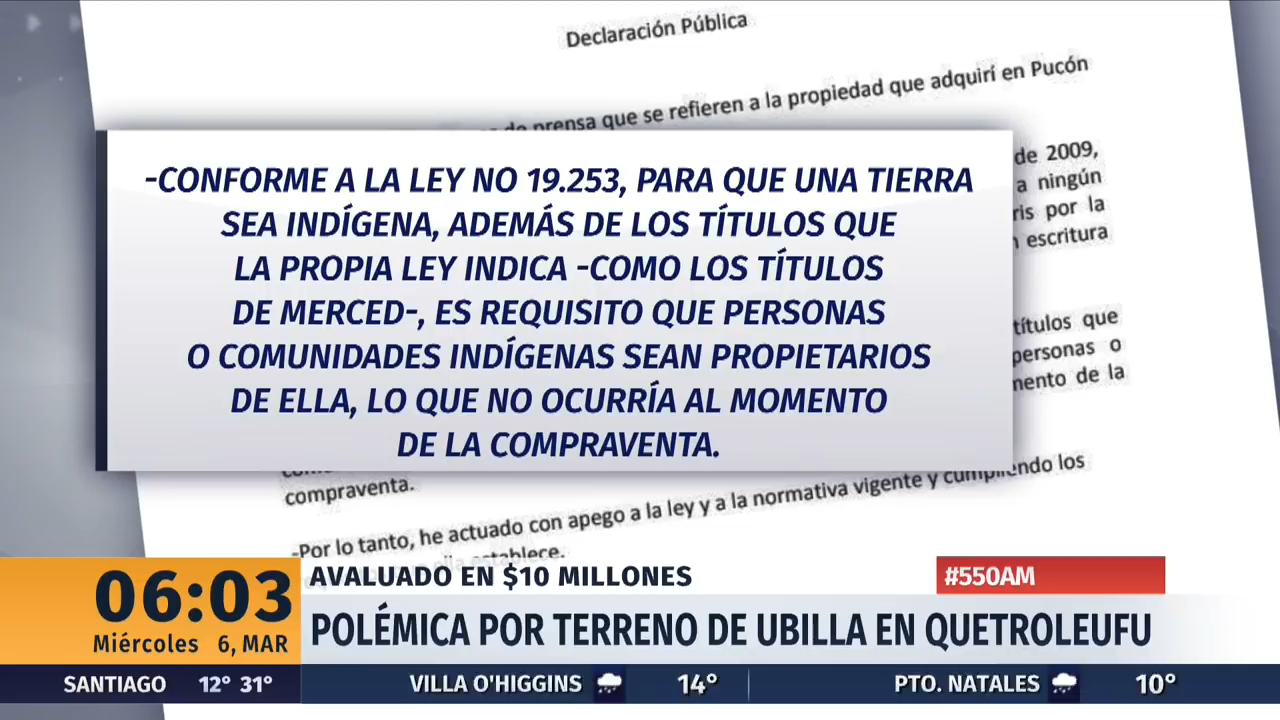 Declaración Pública
prensa que se refieren a la propiedad que adquirí en Pucón
de 2009,
a ningún
por la
escritura
-CONFORME A LA LEY NO 19.253, PARA QUE UNA TIERRA
SEA INDÍGENA, ADEMÁS DE LOS TÍTULOS QUE
LA PROPIA LEY INDICA -COMO LOS TÍTULOS
DE MERCED-, ES REQUISITO QUE PERSONAS
O COMUNIDADES INDÍGENAS SEAN PROPIETARIOS
DE ELLA, LO QUE NO OCURRÍA AL MOMENTO
DE LA COMPRAVENTA.
títulos que
personas o
de la
compraventa.
-Por lo tanto, he actuado con apego a la ley y a la normativa vigente y cumpliendo los
establece.
06:03
Miércoles 6, MAR
AVALUADO EN $10 MILLONES
#550AM
POLÉMICA POR TERRENO DE UBILLA EN QUETROLEUFU
SANTIAGO 12° 31° VILLA O'HIGGINS 14° PTO. NATALES 10°